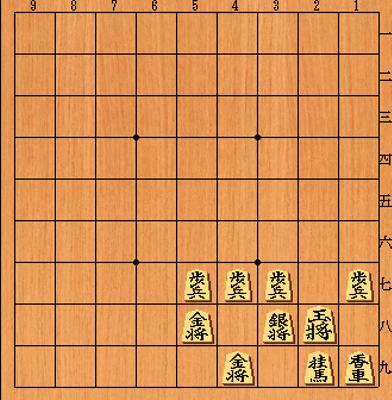 9 8 7 6 5 4 3 2 1
一
二
三
四
五
六
歩兵 歩兵 歩兵 歩兵 七
金将 銀将 玉将 八
金将 桂馬 香車 九